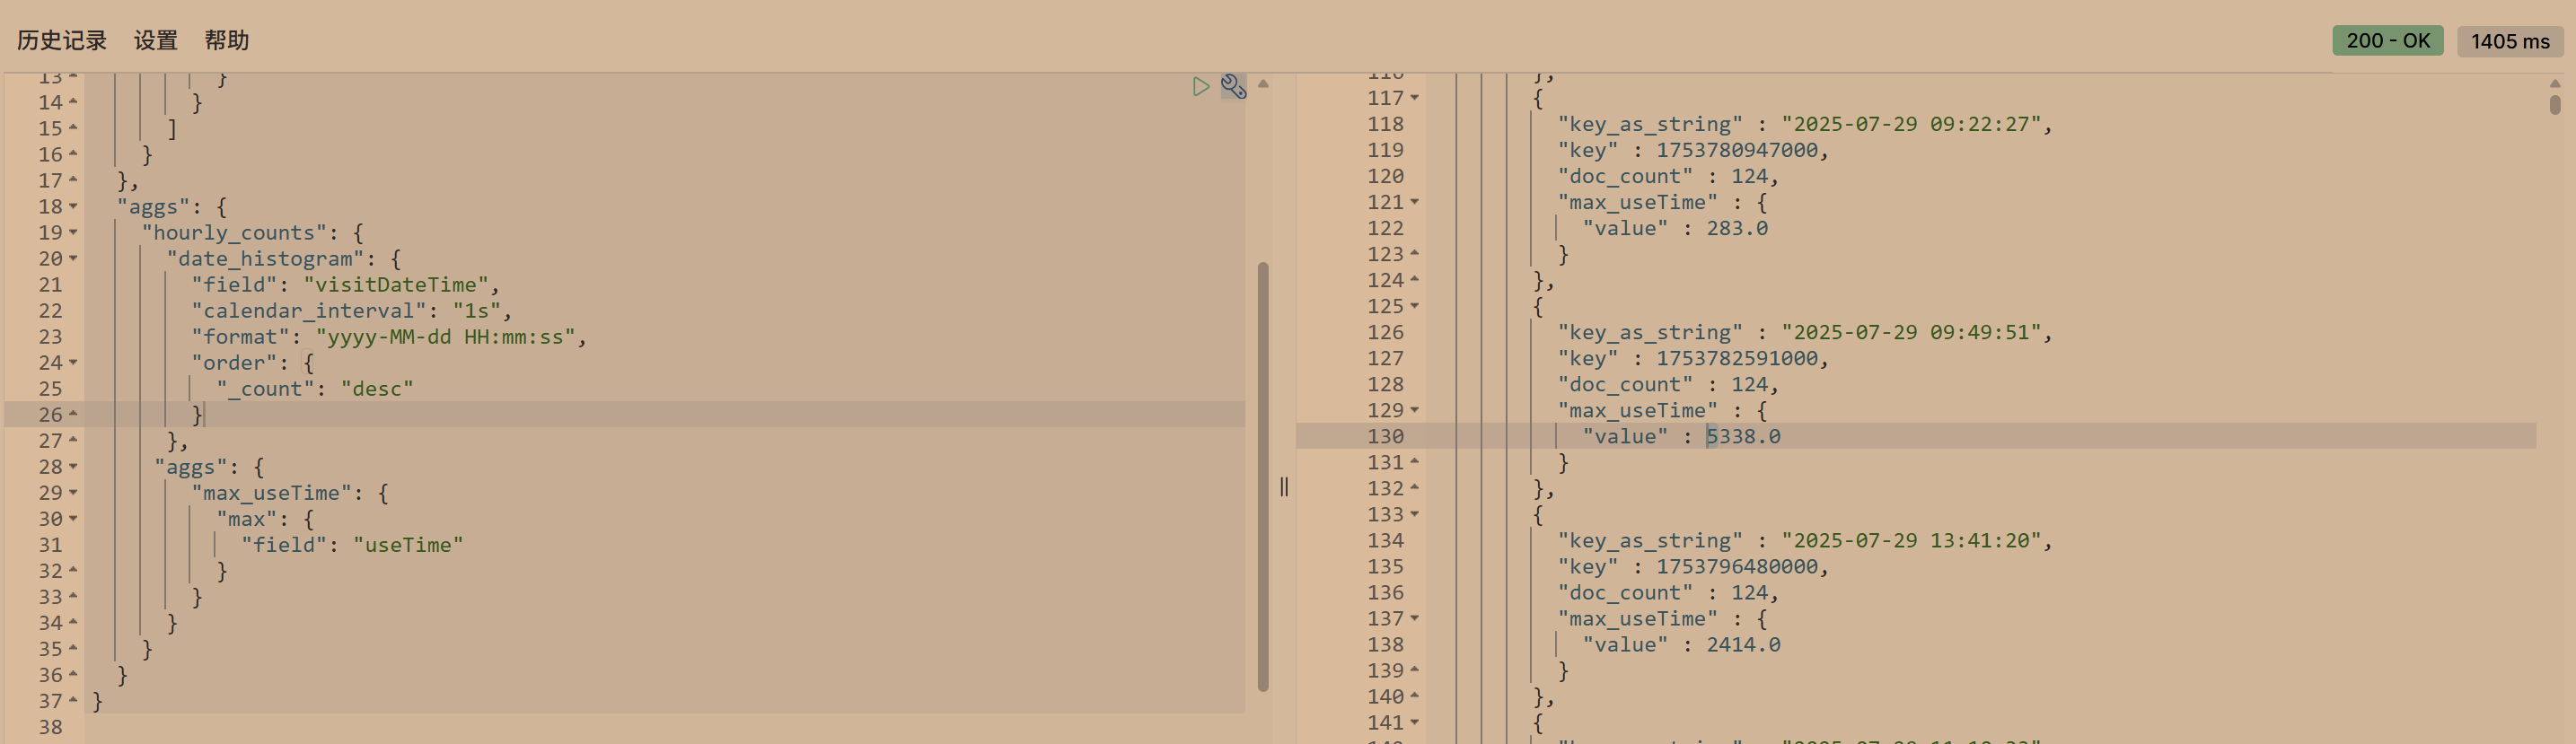 历史记录 设置 帮助
200 - OK 1405 ms
13 }
14 }
15 ]
16 }
17 },
18 "aggs": {
19 "hourly_counts": {
20 "date_histogram": {
21 "field": "visitDateTime",
22 "calendar_interval": "1s",
23 "format": "yyyy-MM-dd HH:mm:ss",
24 "order": {
25 "_count": "desc"
26 }
27 },
28 "aggs": {
29 "max_useTime": {
30 "max": {
31 "field": "useTime"
32 }
33 }
34 }
35 }
36 }
37 }
38
116 },
117 {
118 "key_as_string" : "2025-07-29 09:22:27",
119 "key" : 1753780947000,
120 "doc_count" : 124,
121 "max_useTime" : {
122 "value" : 283.0
123 }
124 },
125 {
126 "key_as_string" : "2025-07-29 09:49:51",
127 "key" : 1753782591000,
128 "doc_count" : 124,
129 "max_useTime" : {
130 "value" : 5338.0
131 }
132 },
133 {
134 "key_as_string" : "2025-07-29 13:41:20",
135 "key" : 1753796480000,
136 "doc_count" : 124,
137 "max_useTime" : {
138 "value" : 2414.0
139 }
140 },
141 {